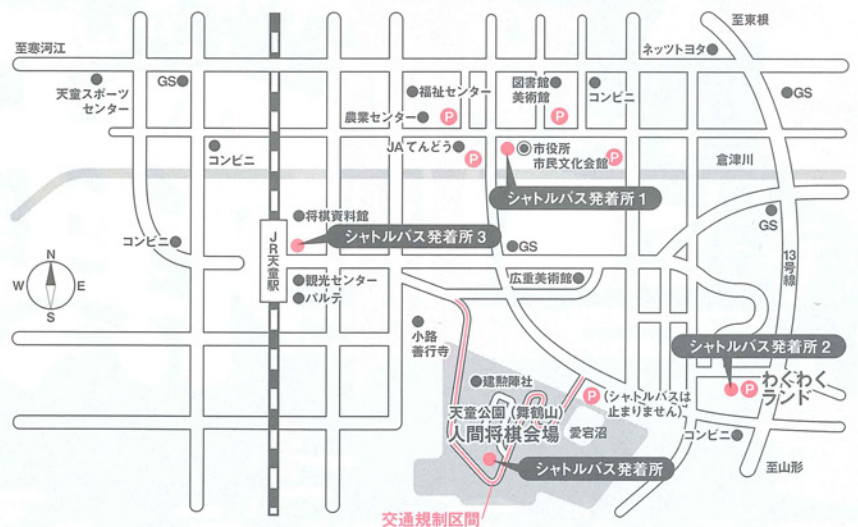 至東根
至寒河江
ネッツトヨタ
天童スポーツ
センター
GS
福祉センター
図書館
美術館
コンビニ
GS
農業センター
P
P
JAてんどう
P
市役所
市民文化会館
P
コンビニ
倉津川
シャトルバス発着所1
将棋資料館
GS
コンビニ
シャトルバス発着所3
JR天童駅
GS
13号線
N
W
E
S
観光センター
パルテ
広重美術館
小路
善行寺
シャトルバス発着所2
建勲陣社
P
(シャトルバスは
止まりません)
P
わくわく
ランド
天童公園(舞鶴山)
人間将棋会場
愛宕沼
コンビニ
シャトルバス発着所
至山形
交通規制区間